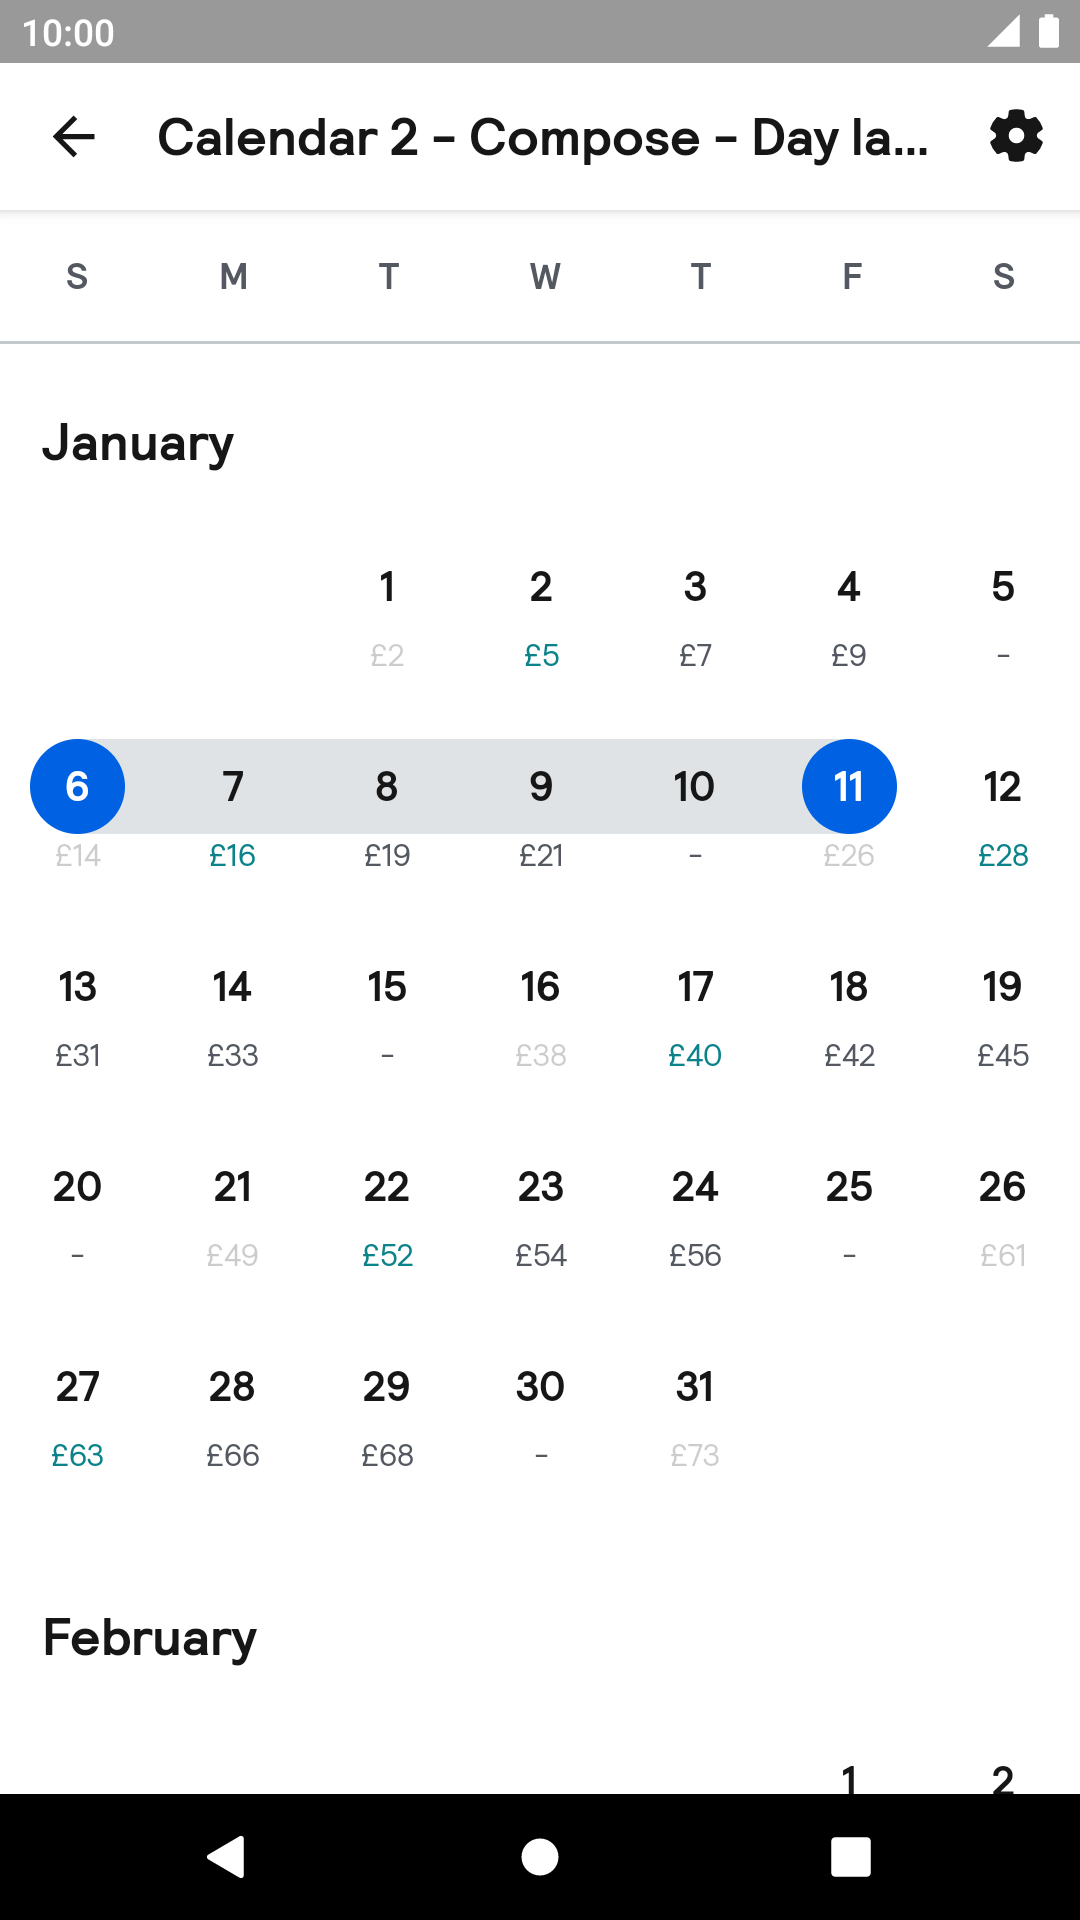 10:00
Calendar 2 - Compose - Day la...
S M T W T F S
January
1 2 3 4 5
£2 £5 £7 £9 -
6 7 8 9 10 11 12
£14 £16 £19 £21 - £26 £28
13 14 15 16 17 18 19
£31 £33 - £38 £40 £42 £45
20 21 22 23 24 25 26
- £49 £52 £54 £56 - £61
27 28 29 30 31
£63 £66 £68 - £73
February
1 2